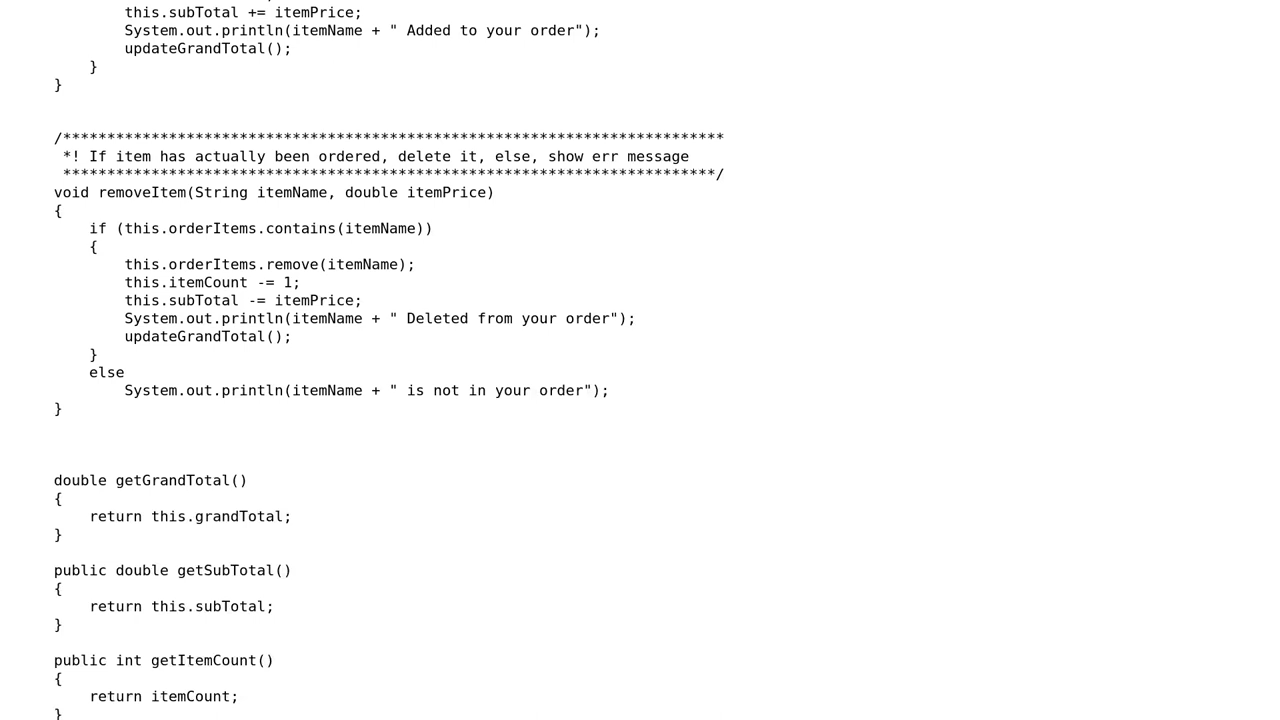 this.subTotal += itemPrice;
        System.out.println(itemName + " Added to your order");
        updateGrandTotal();
    }
}
/***************************************************************************
 *! If item has actually been ordered, delete it, else, show err message
 **************************************************************************/
void removeItem(String itemName, double itemPrice)
{
    if (this.orderItems.contains(itemName))
    {
        this.orderItems.remove(itemName);
        this.itemCount -= 1;
        this.subTotal -= itemPrice;
        System.out.println(itemName + " Deleted from your order");
        updateGrandTotal();
    }
    else
        System.out.println(itemName + " is not in your order");
}
double getGrandTotal()
{
    return this.grandTotal;
}
public double getSubTotal()
{
    return this.subTotal;
}
public int getItemCount()
{
    return itemCount;
}